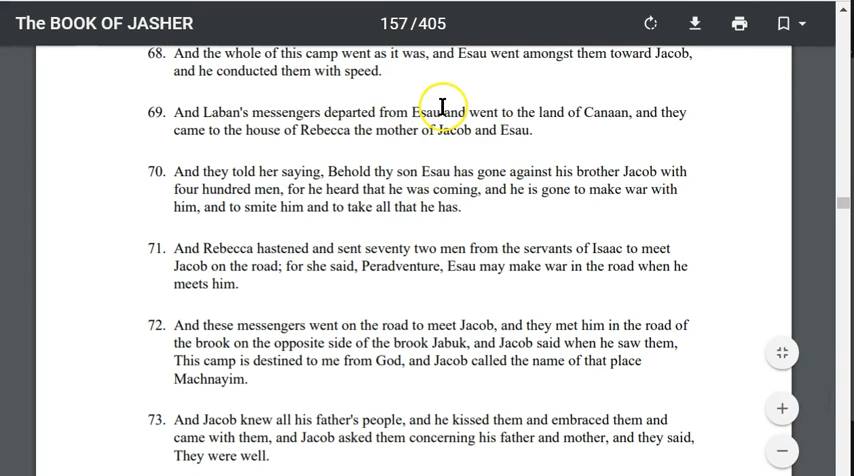 The BOOK OF JASHER
157/405
68. And the whole of this camp went as it was, and Esau went amongst them toward Jacob,
and he conducted them with speed.
69. And Laban's messengers departed from Esau and went to the land of Canaan, and they
came to the house of Rebecca the mother of Jacob and Esau.
70. And they told her saying, Behold thy son Esau has gone against his brother Jacob with
four hundred men, for he heard that he was coming, and he is gone to make war with
him, and to smite him and to take all that he has.
71. And Rebecca hastened and sent seventy two men from the servants of Isaac to meet
Jacob on the road; for she said, Peradventure, Esau may make war in the road when he
meets him.
72. And these messengers went on the road to meet Jacob, and they met him in the road of
the brook on the opposite side of the brook Jabuk, and Jacob said when he saw them,
This camp is destined to me from God, and Jacob called the name of that place
Machnayim.
73. And Jacob knew all his father's people, and he kissed them and embraced them and
came with them, and Jacob asked them concerning his father and mother, and they said,
They were well.